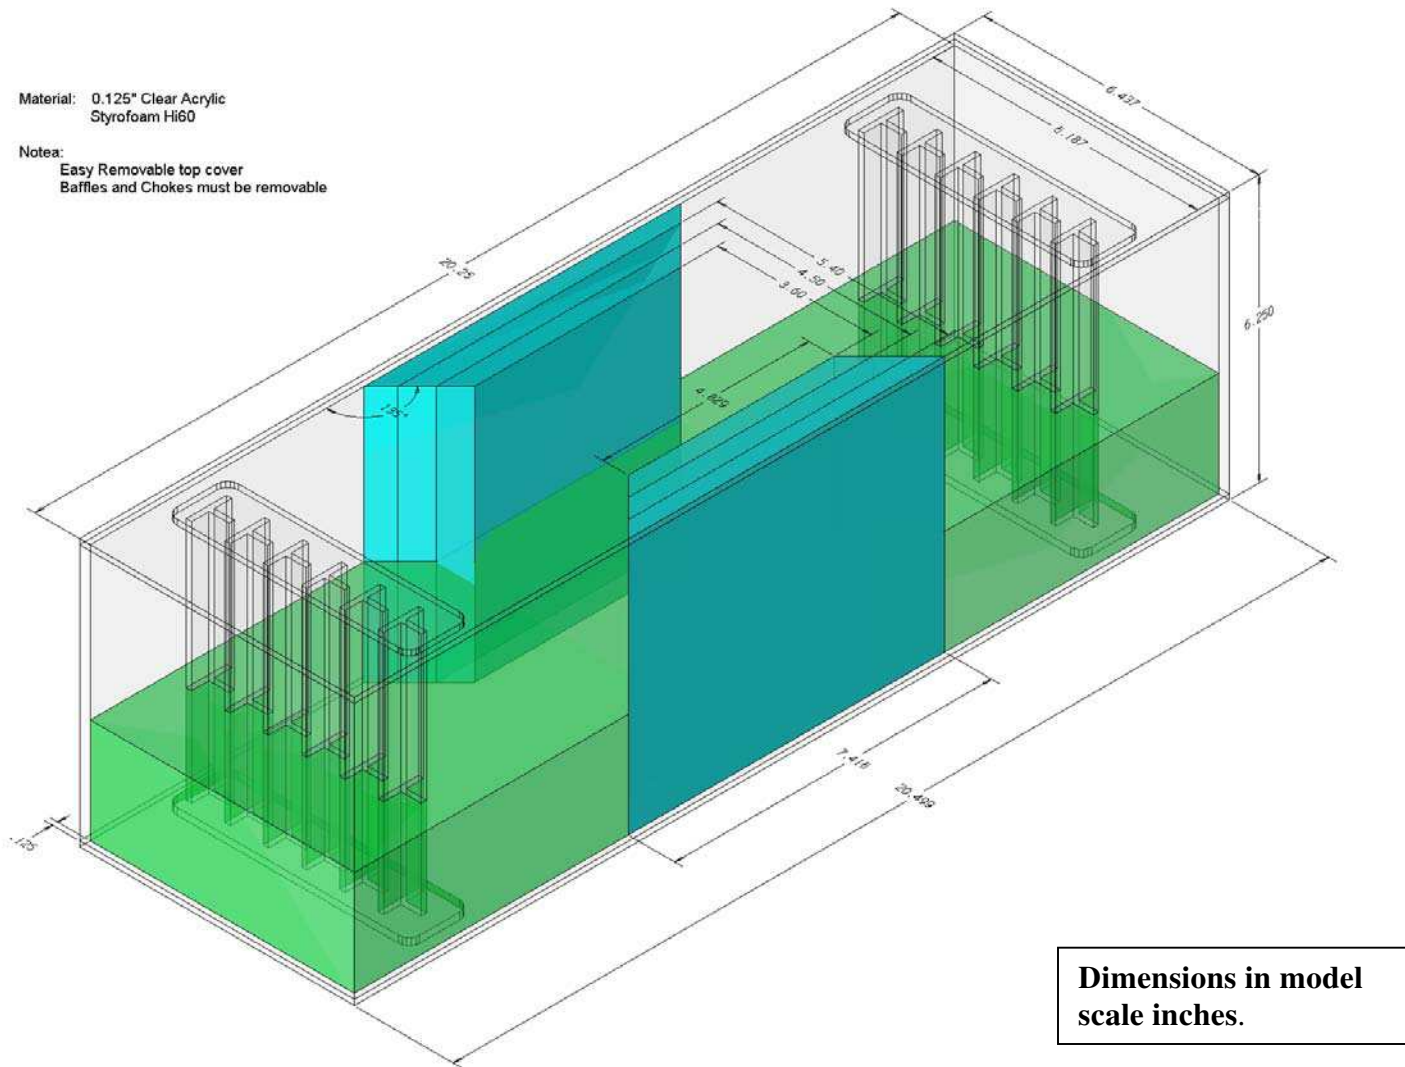 Material: 0.125" Clear Acrylic
Styrofoam Hi60
Notea:
Easy Removable top cover
Baffles and Chokes must be removable
6.437
6.187
20.25
5.40
4.50
3.60
6.250
4.829
135°
7.416
20.499
.125
Dimensions in model
scale inches.